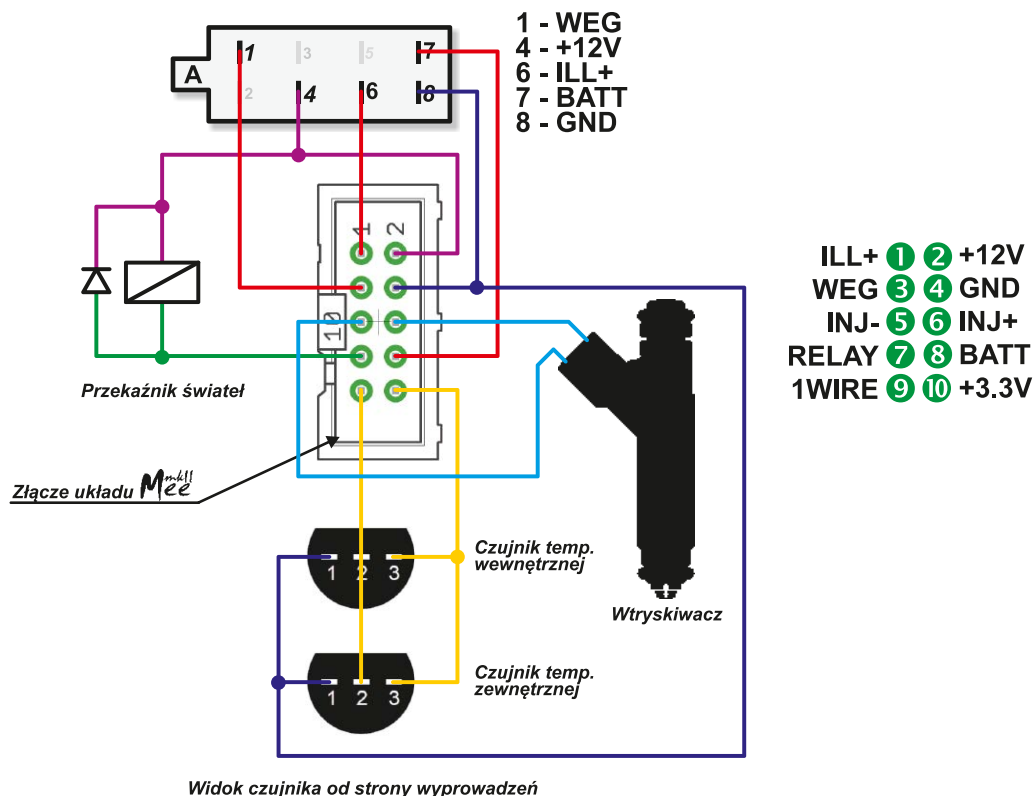 1 3 5 7
A
2 4 6 8
1 - WEG
4 - +12V
6 - ILL+
7 - BATT
8 - GND
1 2
10
ILL+ 1 2 +12V
WEG 3 4 GND
INJ- 5 6 INJ+
RELAY 7 8 BATT
1WIRE 9 10 +3.3V
Przekaźnik świateł
Złącze układu Mee mkII
Czujnik temp.
wewnętrznej
1 2 3
Wtryskiwacz
Czujnik temp.
zewnętrznej
1 2 3
Widok czujnika od strony wyprowadzeń